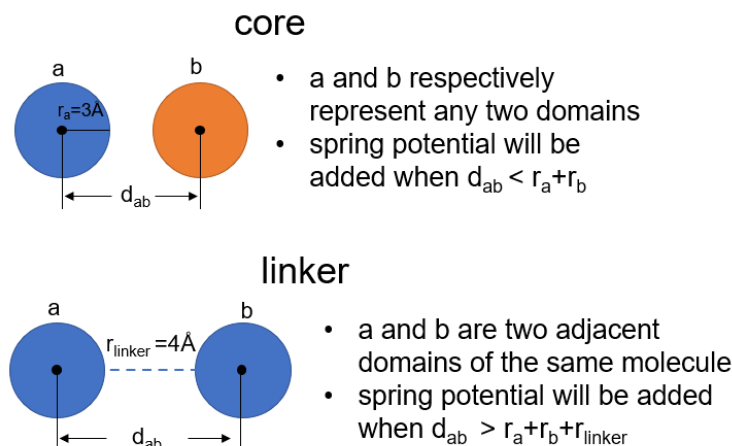 core
a
b
rₐ=3Å
d_ab
• a and b respectively
represent any two domains
• spring potential will be
added when d_ab < r_a+r_b
linker
a
b
r_linker =4Å
d_ab
• a and b are two adjacent
domains of the same molecule
• spring potential will be added
when d_ab > r_a+r_b+r_linker